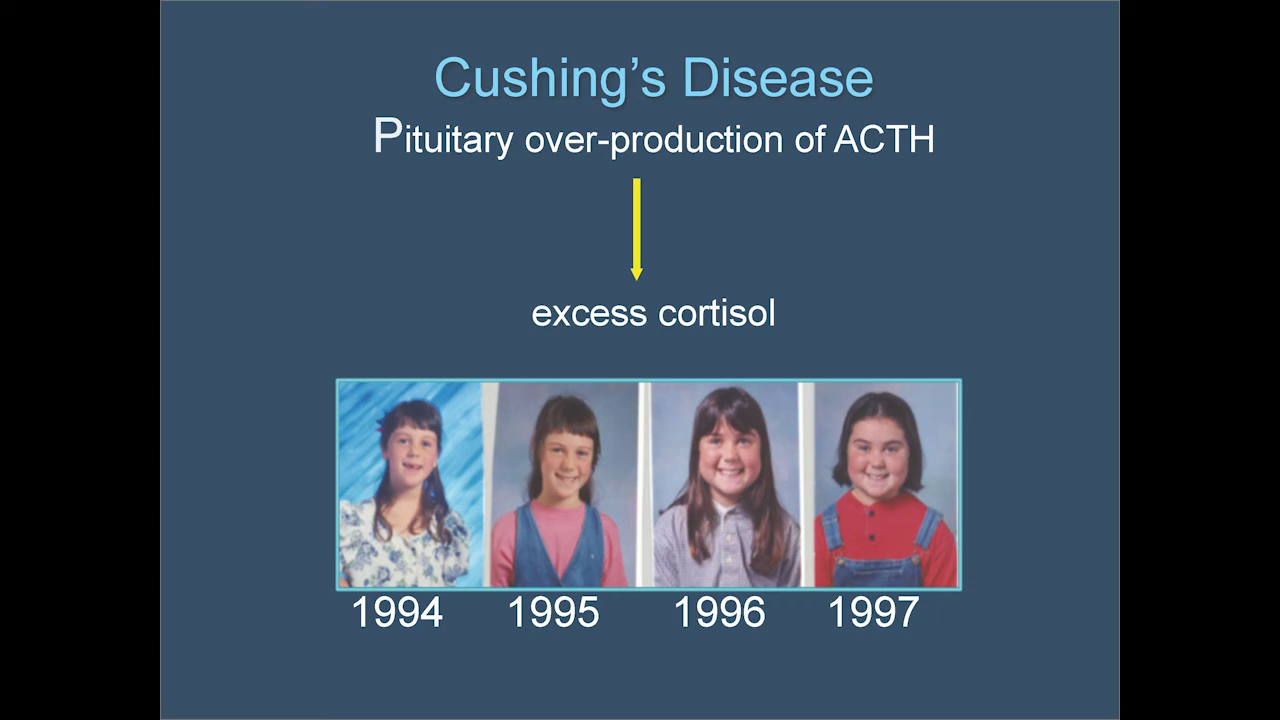 Cushing’s Disease
Pituitary over-production of ACTH
excess cortisol
1994 1995 1996 1997